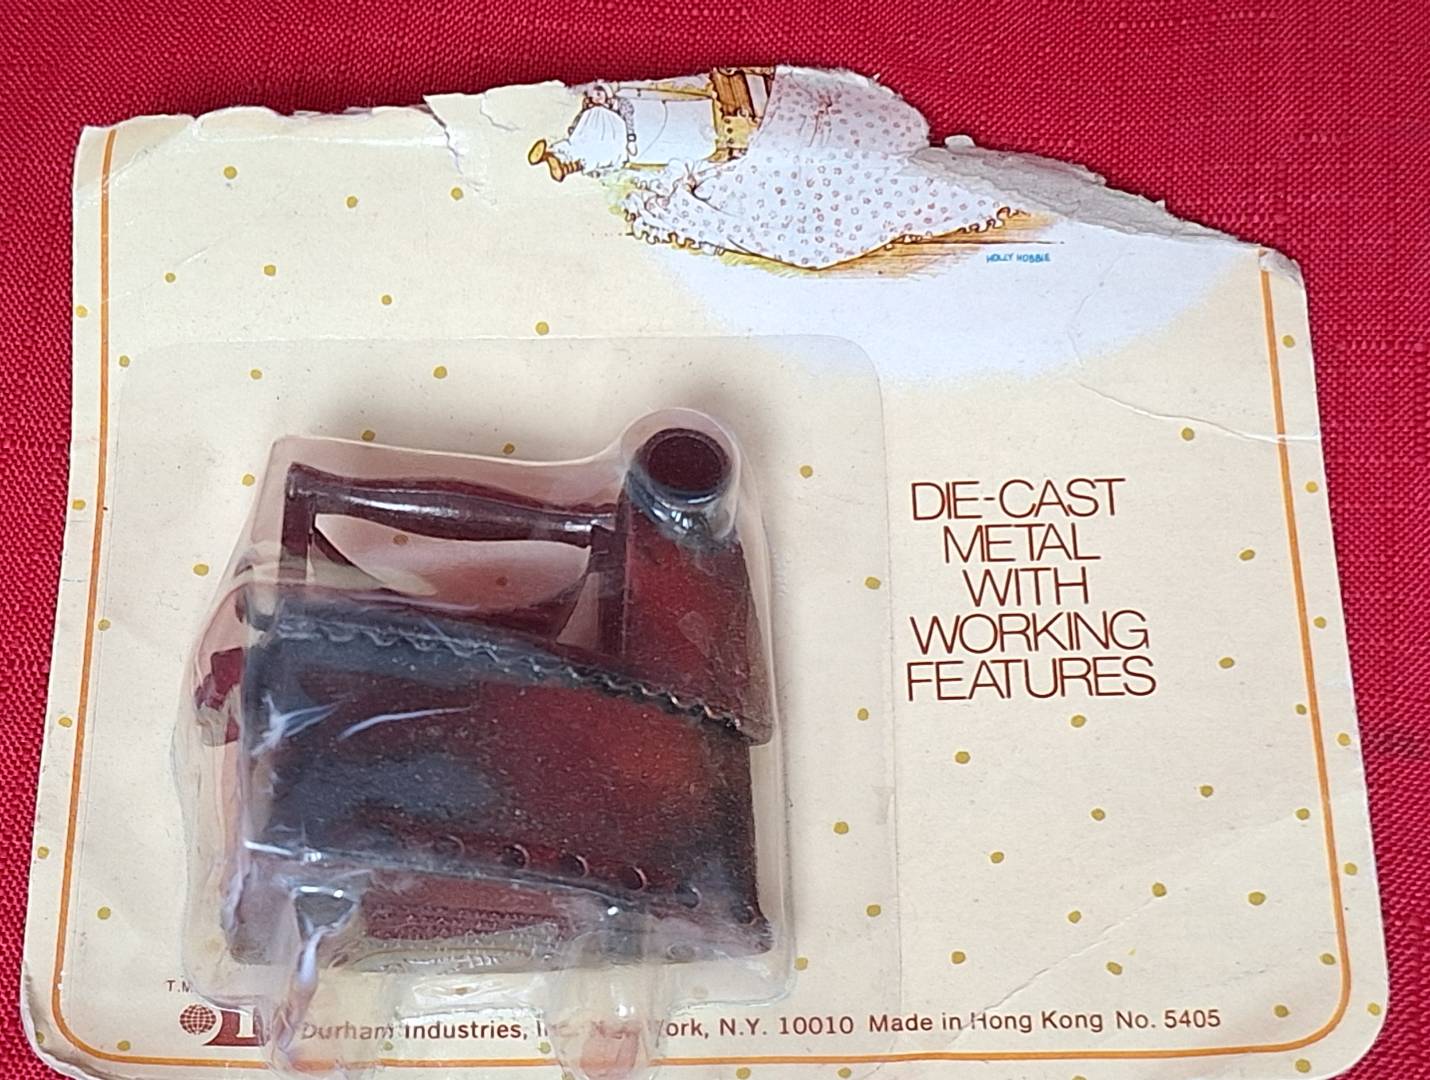 HOLLY HOBBIE
DIE-CAST
METAL
WITH
WORKING
FEATURES
T.M.
Durham Industries, Inc. New York, N.Y. 10010 Made in Hong Kong No. 5405